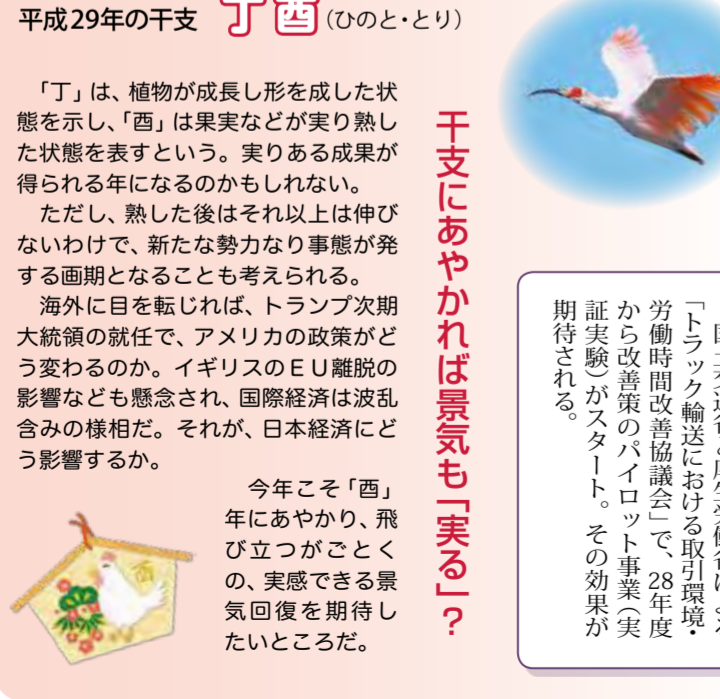 平成29年の干支 丁酉(ひのと・とり)
「丁」は、植物が成長し形を成した状
態を示し、「酉」は果実などが実り熟し
た状態を表すという。実りある成果が
得られる年になるのかもしれない。
ただし、熟した後はそれ以上は伸び
ないわけで、新たな勢力なり事態が発
する画期となることも考えられる。
海外に目を転じれば、トランプ次期
大統領の就任で、アメリカの政策がど
う変わるのか。イギリスのEU離脱の
影響なども懸念され、国際経済は波乱
含みの様相だ。それが、日本経済にど
う影響するか。
今年こそ「酉」
年にあやかり、飛
び立つがごとく
の、実感できる景
気回復を期待し
たいところだ。
干支にあやかれば景気も「実る」?
「トラック輸送における取引環境・
労働時間改善協議会」で、28年度
から改善策のパイロット事業(実
証実験)がスタート。その効果が
期待される。
酉